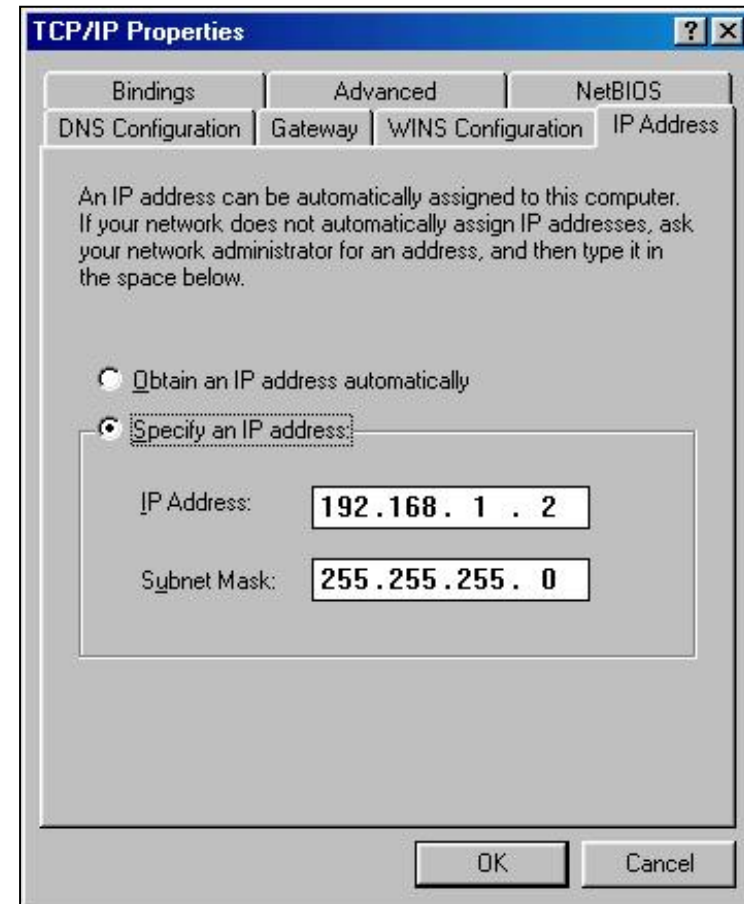 TCP/IP Properties
Bindings Advanced NetBIOS
DNS Configuration Gateway WINS Configuration IP Address
An IP address can be automatically assigned to this computer.
If your network does not automatically assign IP addresses, ask
your network administrator for an address, and then type it in
the space below.
Obtain an IP address automatically
Specify an IP address:
IP Address: 192.168. 1 . 2
Subnet Mask: 255.255.255. 0
OK Cancel